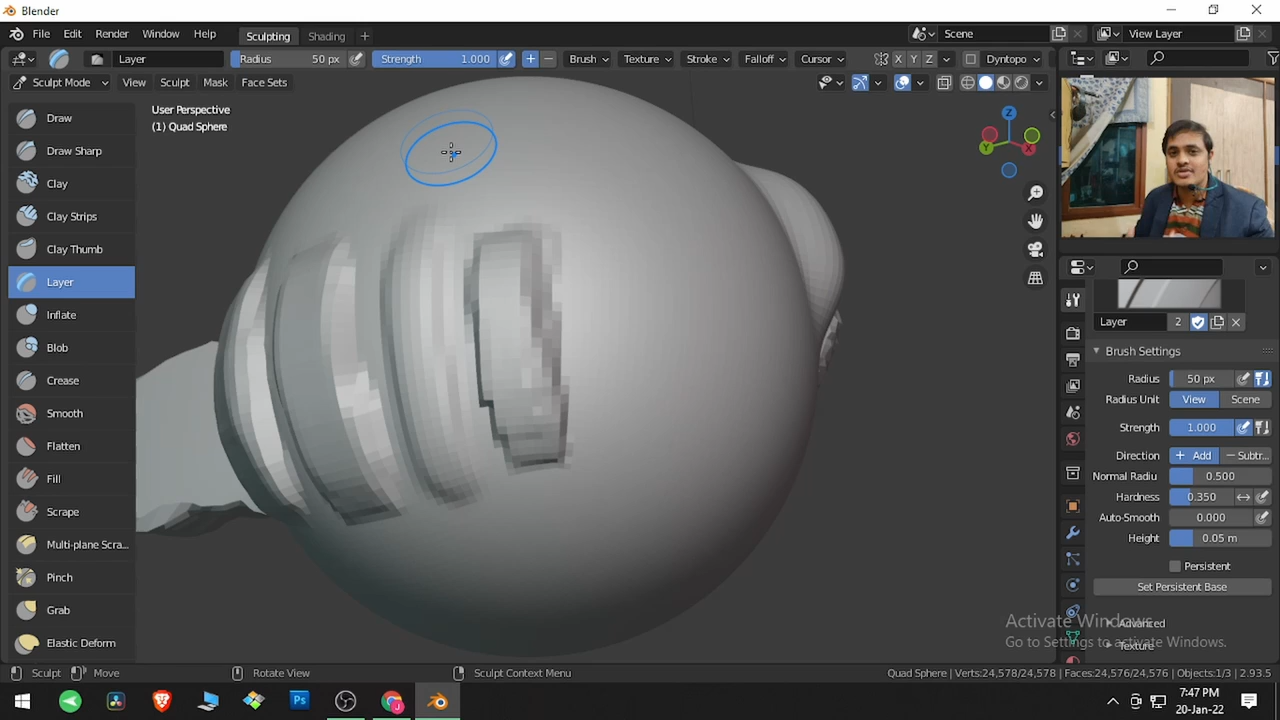 Blender
File Edit Render Window Help Sculpting Shading + Scene View Layer
Layer Radius 50 px Strength 1.000 + − Brush Texture Stroke Falloff Cursor X Y Z Dyntopo
Sculpt Mode View Sculpt Mask Face Sets
User Perspective
(1) Quad Sphere
Draw
Draw Sharp
Clay
Clay Strips
Clay Thumb
Layer
Inflate
Blob
Crease
Smooth
Flatten
Fill
Scrape
Multi-plane Scra...
Pinch
Grab
Elastic Deform
Z
Y X
Layer 2
Brush Settings
Radius 50 px
Radius Unit View Scene
Strength 1.000
Direction + Add − Subtr...
Normal Radiu 0.500
Hardness 0.350
Auto-Smooth 0.000
Height 0.05 m
Persistent
Set Persistent Base
Advanced
Texture
Activate Windows
Go to Settings to activate Windows.
Sculpt Move Rotate View Sculpt Context Menu Quad Sphere | Verts:24,578/24,578 | Faces:24,576/24,576 | Objects:1/3 | 2.93.5
Ps J 7:47 PM
20-Jan-22